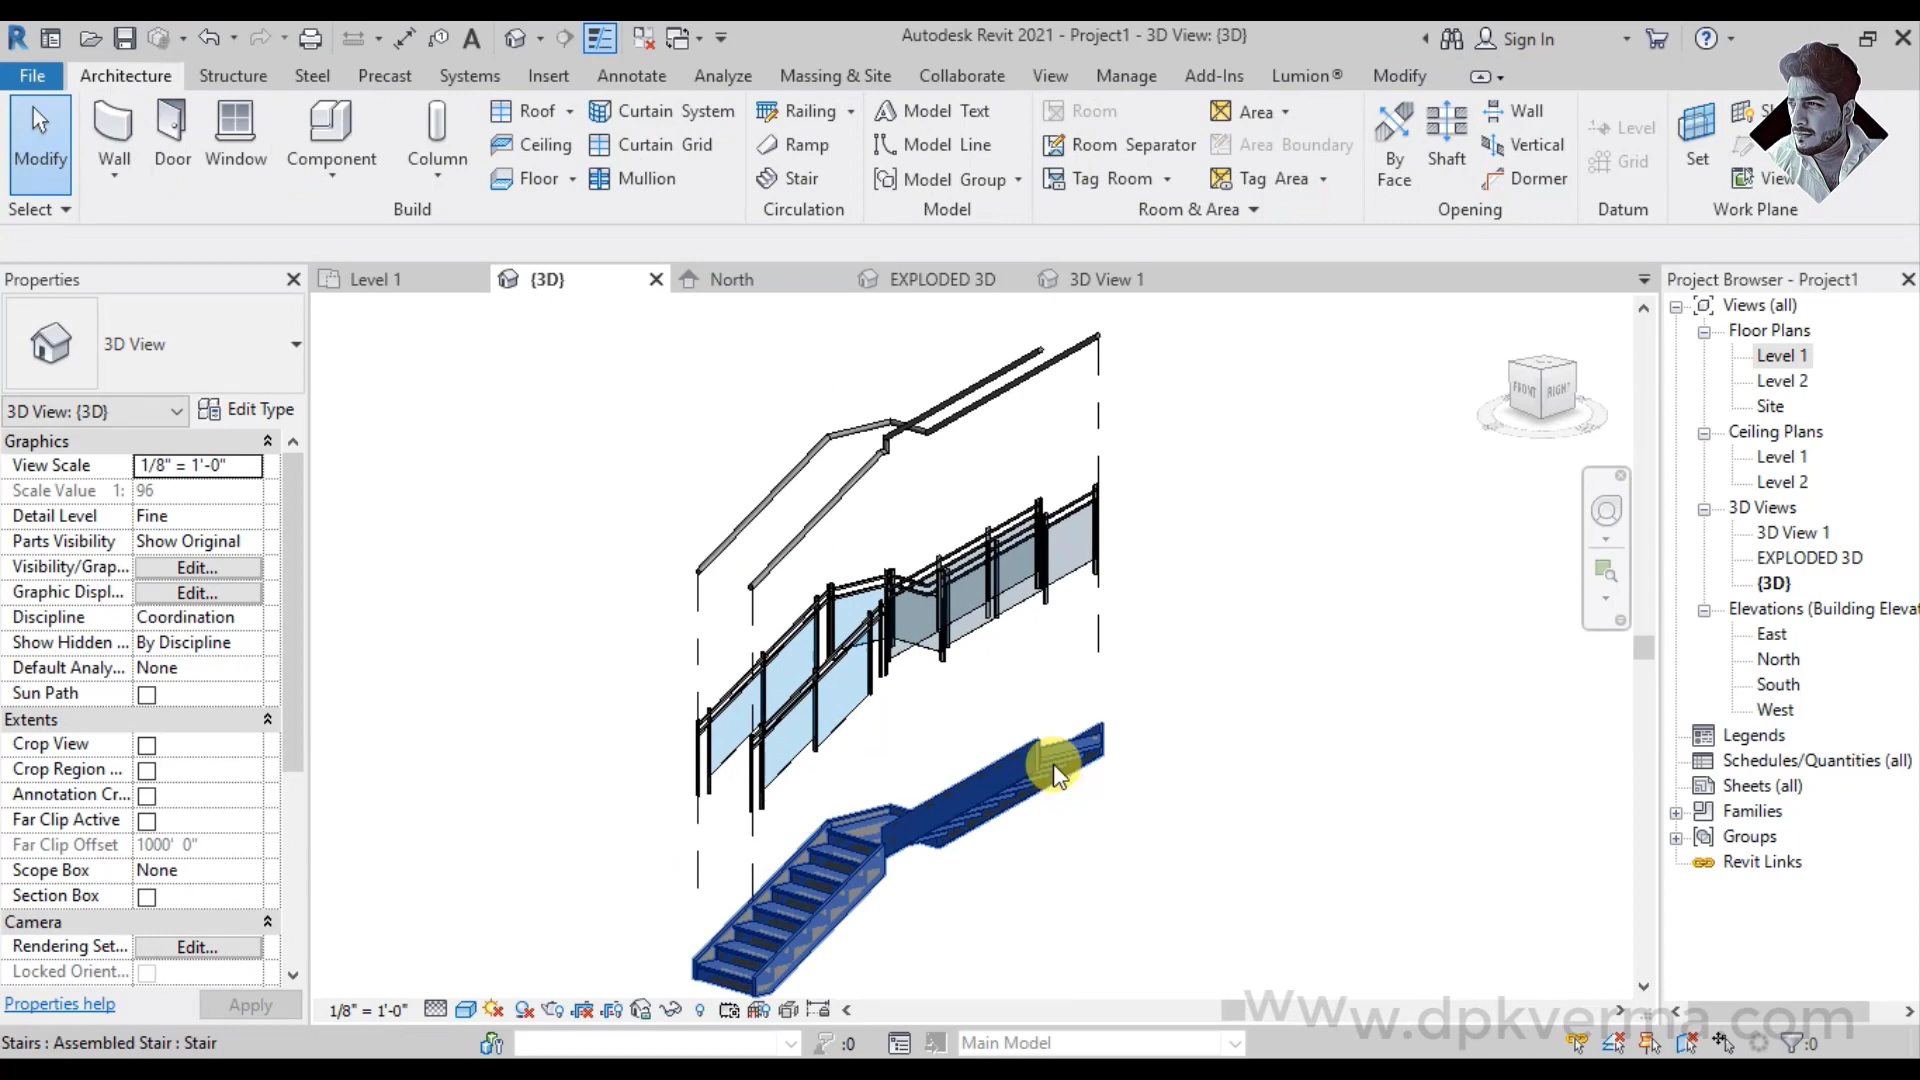 Autodesk Revit 2021 - Project1 - 3D View: {3D}
Sign In
File Architecture Structure Steel Precast Systems Insert Annotate Analyze Massing & Site Collaborate View Manage Add-Ins Lumion® Modify
Modify
Wall
Door
Window
Component
Column
Roof
Ceiling
Floor
Curtain System
Curtain Grid
Mullion
Railing
Ramp
Stair
Model Text
Model Line
Model Group
Room
Room Separator
Tag Room
Area
Area Boundary
Tag Area
By
Face
Shaft
Wall
Vertical
Dormer
Level
Grid
Set
Select
Build
Circulation
Model
Room & Area
Opening
Datum
Work Plane
Properties
Level 1
{3D}
North
EXPLODED 3D
3D View 1
Project Browser - Project1
3D View
3D View: {3D}
Edit Type
Graphics
View Scale 1/8" = 1'-0"
Scale Value 1: 96
Detail Level Fine
Parts Visibility Show Original
Visibility/Grap... Edit...
Graphic Displ... Edit...
Discipline Coordination
Show Hidden ... By Discipline
Default Analy... None
Sun Path
Extents
Crop View
Crop Region ...
Annotation Cr...
Far Clip Active
Far Clip Offset 1000' 0"
Scope Box None
Section Box
Camera
Rendering Set... Edit...
Locked Orient...
Properties help
Apply
FRONT RIGHT
Views (all)
Floor Plans
Level 1
Level 2
Site
Ceiling Plans
Level 1
Level 2
3D Views
3D View 1
EXPLODED 3D
{3D}
Elevations (Building Eleva
East
North
South
West
Legends
Schedules/Quantities (all)
Sheets (all)
Families
Groups
Revit Links
1/8" = 1'-0"
www.dpkverma.com
Stairs : Assembled Stair : Stair
:0
Main Model
:0